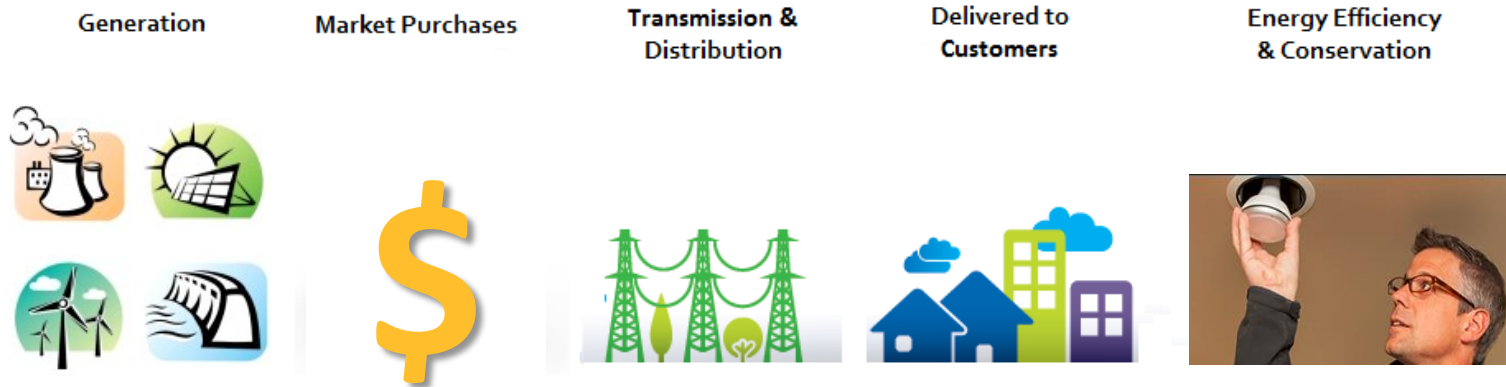 Generation
Market Purchases
Transmission &
Distribution
Delivered to
Customers
Energy Efficiency
& Conservation
$